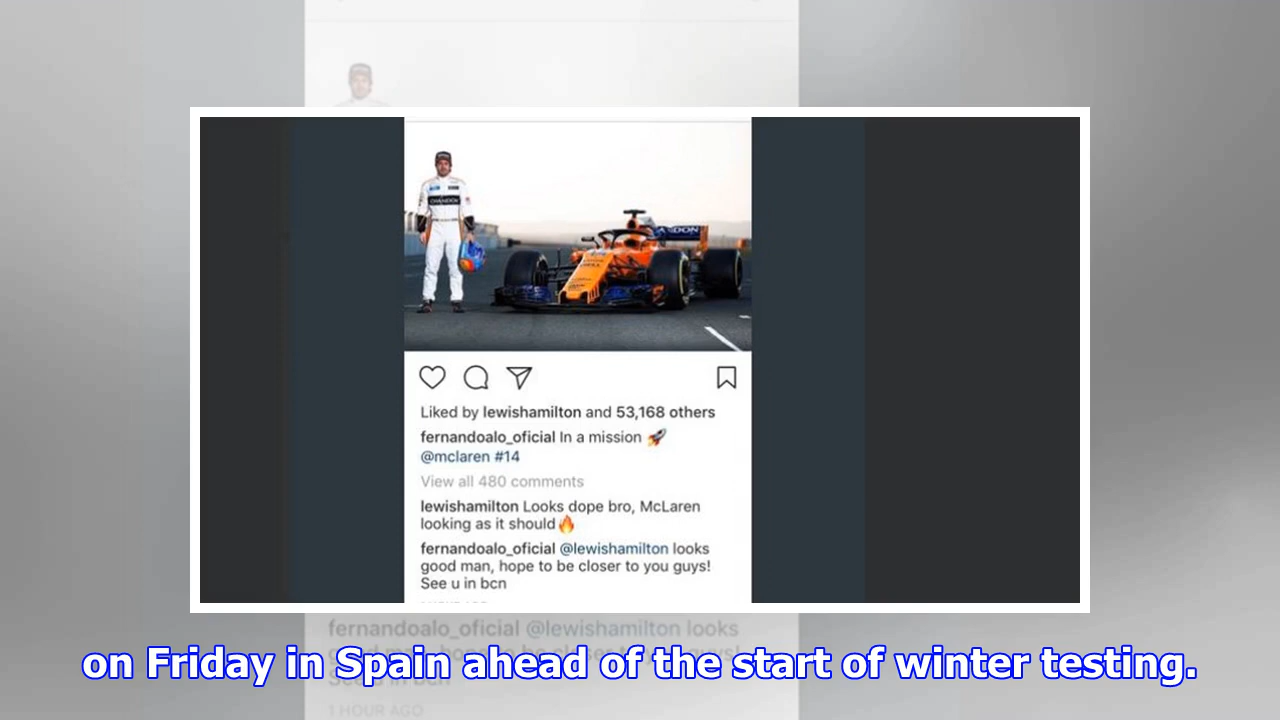 CHANDON
Liked by lewishamilton and 53,168 others
fernandoalo_oficial In a mission 🚀
@mclaren #14
View all 480 comments
lewishamilton Looks dope bro, McLaren
looking as it should🔥
fernandoalo_oficial @lewishamilton looks
good man, hope to be closer to you guys!
See u in bcn
fernandoalo_oficial @lewishamilton looks
on Friday in Spain ahead of the start of winter testing.
1 HOUR AGO